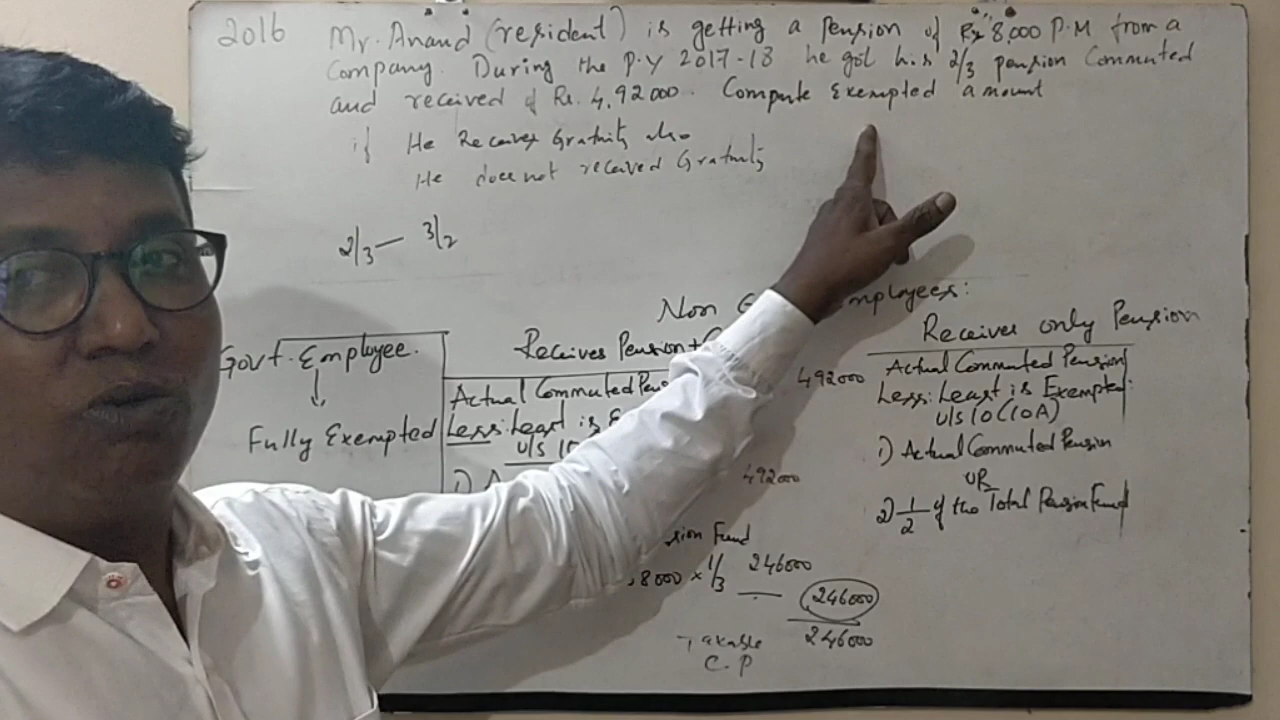 2016 Mr. Anand (resident) is getting a Pension of Rs 8,000 P.M from a
Company. During the P.Y 2017-18 he got his 2/3 pension Commuted
and received of Rs. 4,92000. Compute Exempted amount
if He Receives Gratuity also
He does not received Gratuity
2/3 — 3/2
Non Employees:
Govt. Employee.
Fully Exempted
Receives Pension +
Actual Commuted
Less: Least is
U/S 10
1)
492000
492000
Fund
8000 × 1/3 246000
246000
246000
Taxable
C.P
Receives only Pension
Actual Commuted Pension
Less: Least is Exempted:
U/S 10(10A)
1) Actual Commuted Pension
OR
2) 1/2 of the Total Pension Fund